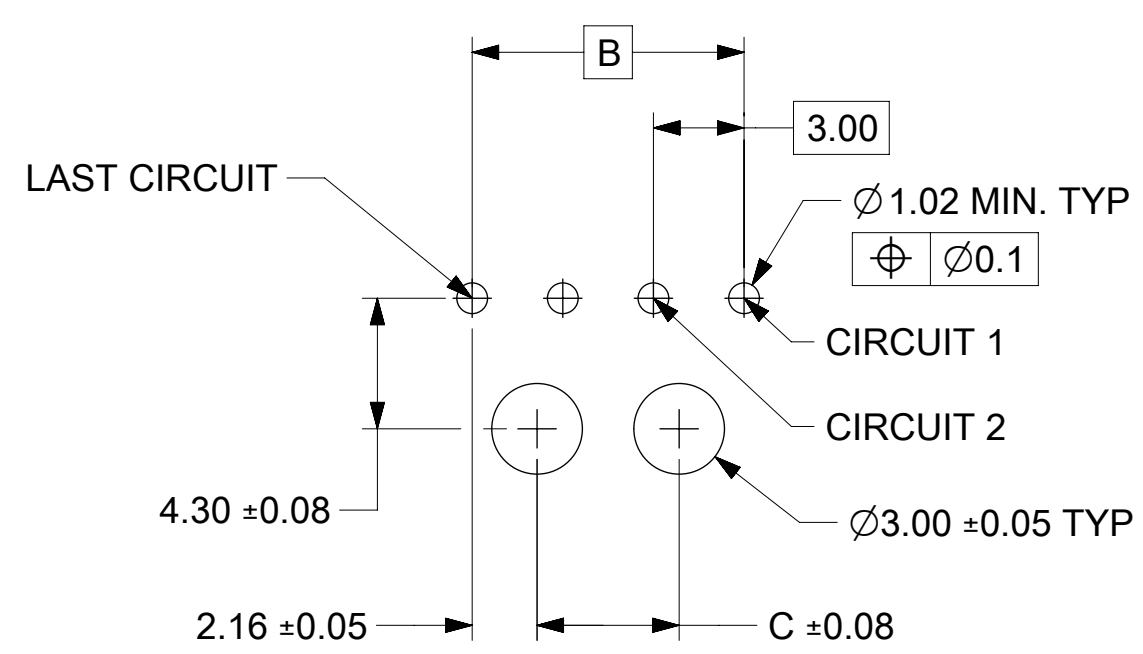 B
3.00
LAST CIRCUIT
∅1.02 MIN. TYP
⌖ ∅0.1
CIRCUIT 1
CIRCUIT 2
4.30 ±0.08
∅3.00 ±0.05 TYP
2.16 ±0.05
C ±0.08